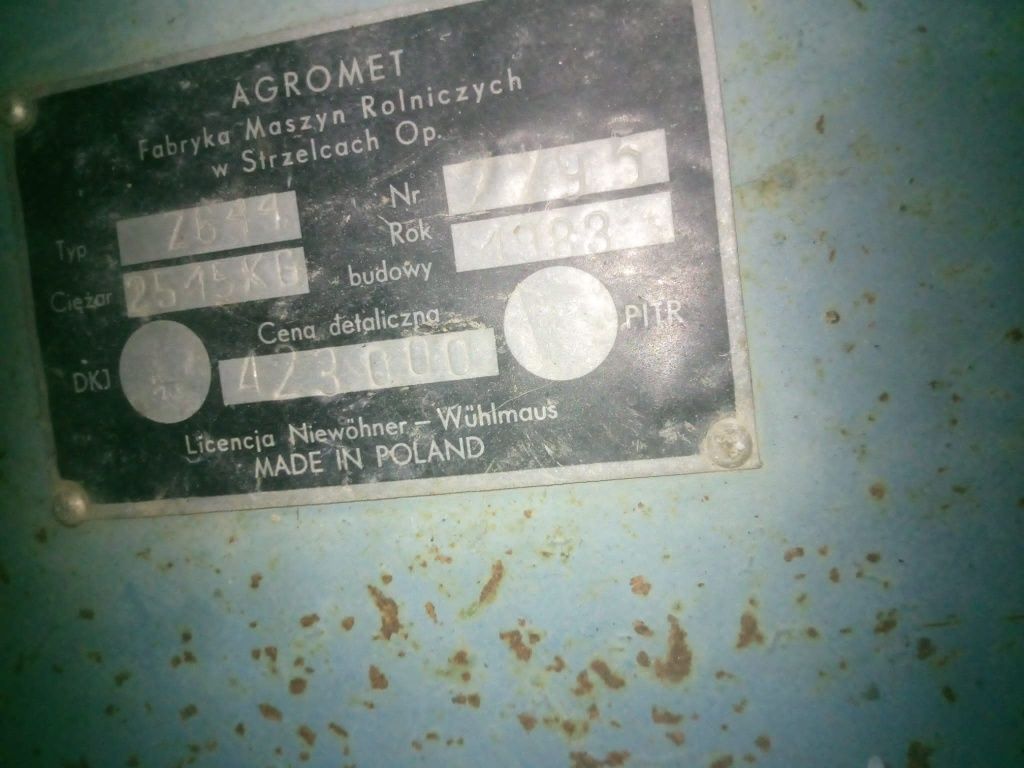 AGROMET
Fabryka Maszyn Rolniczych
w Strzelcach Op.
Typ Z644 Nr
Ciężar 2515KG Rok budowy 1983
Cena detaliczna
DKJ 423000 PITR
Licencja Niewöhner – Wühlmaus
MADE IN POLAND